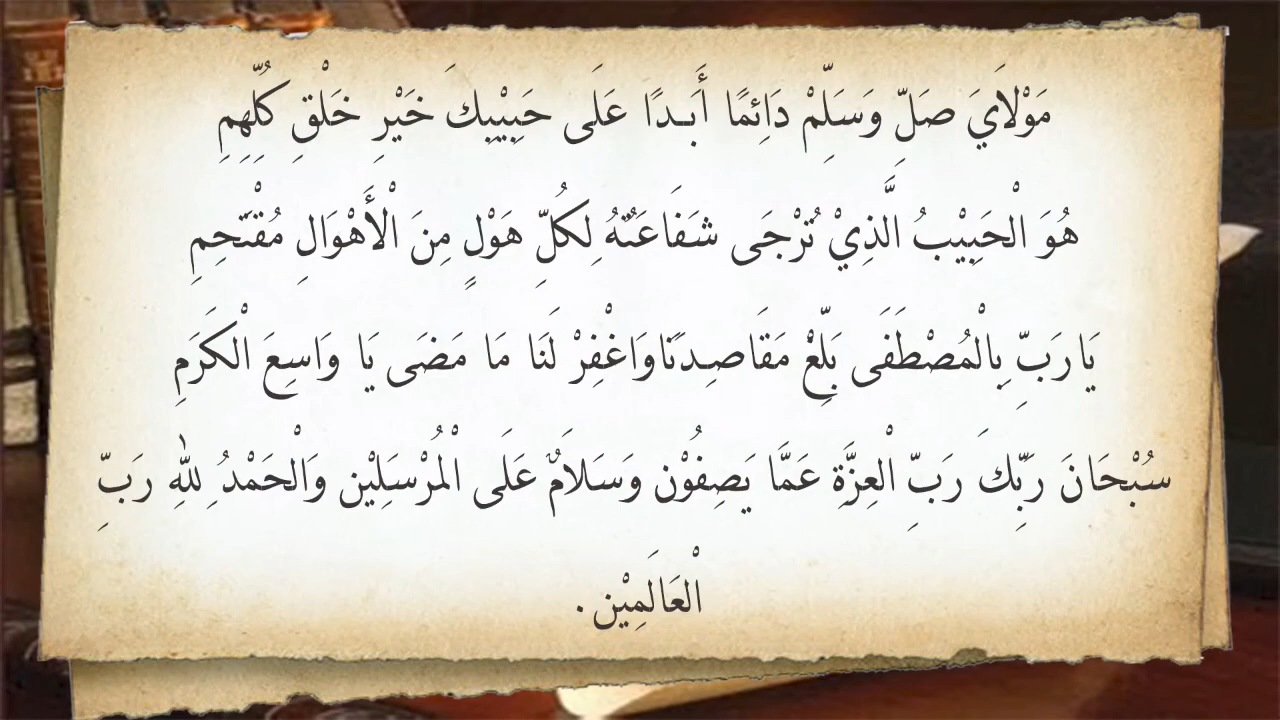 مَوْلَايَ صَلِّ وَسَلِّمْ دَائِمًا أَبَـدًا عَلَى حَبِيْبِكَ خَيْرِ خَلْقِ كُلِّهِمِ
هُوَ الْحَبِيْبُ الَّذِيْ تُرْجَى شَفَاعَتُهُ لِكُلِّ هَوْلٍ مِنَ الْأَهْوَالِ مُقْتَحِمِ
يَا رَبِّ بِالْمُصْطَفَى بَلِّغْ مَقَاصِـدَنَا وَاغْفِرْ لَنَا مَا مَضَى يَا وَاسِعَ الْكَرَمِ
سُبْحَانَ رَبِّكَ رَبِّ الْعِزَّةِ عَمَّا يَصِفُوْن وَسَلَامٌ عَلَى الْمُرْسَلِيْن وَالْحَمْدُ لِلّٰهِ رَبِّ
الْعَالَمِيْن .